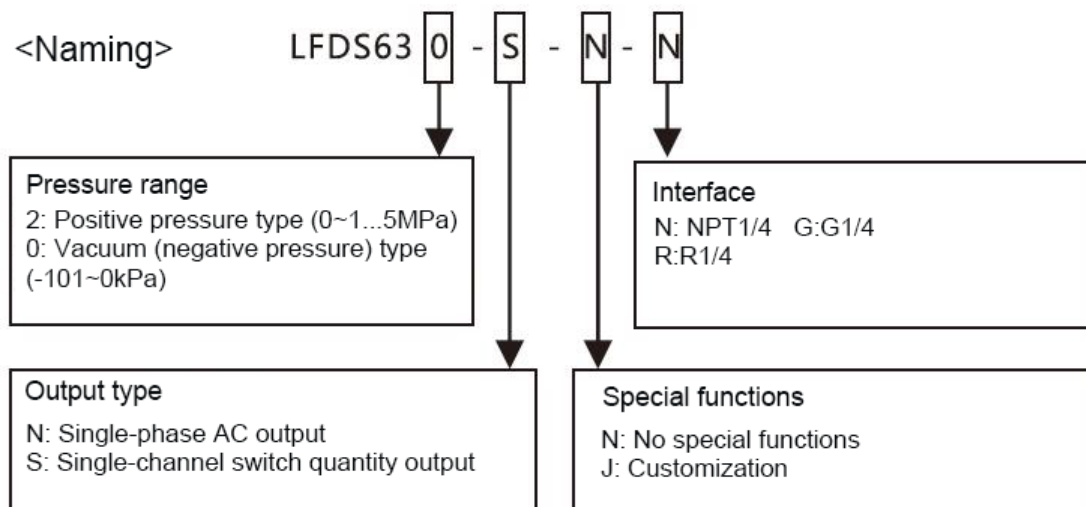 <Naming> LFDS63 0 - S - N - N
Pressure range
2: Positive pressure type (0~1...5MPa)
0: Vacuum (negative pressure) type
(-101~0kPa)
Interface
N: NPT1/4 G:G1/4
R:R1/4
Output type
N: Single-phase AC output
S: Single-channel switch quantity output
Special functions
N: No special functions
J: Customization